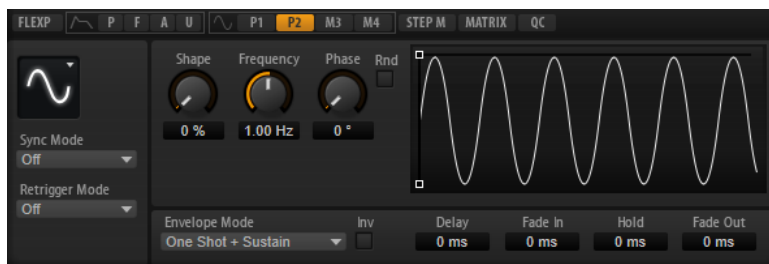 FLEXP P F A U P1 P2 M3 M4 STEP M MATRIX QC
Shape Frequency Phase Rnd
0 % 1.00 Hz 0 °
Sync Mode
Off
Retrigger Mode
Off
Envelope Mode Inv Delay Fade In Hold Fade Out
One Shot + Sustain 0 ms 0 ms 0 ms 0 ms